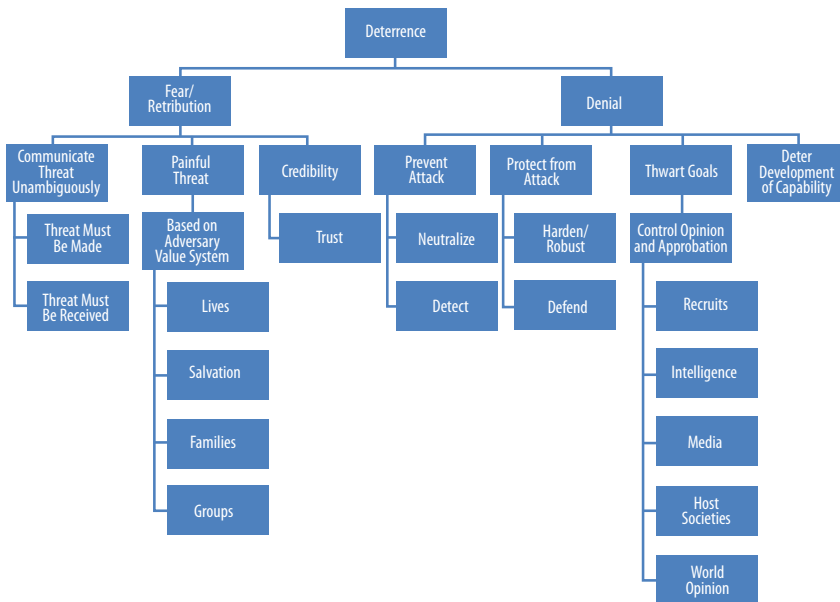 Deterrence
Fear/
Retribution
Denial
Communicate
Threat
Unambiguously
Painful
Threat
Credibility
Prevent
Attack
Protect from
Attack
Thwart Goals
Deter
Development
of Capability
Threat Must
Be Made
Based on
Adversary
Value System
Trust
Neutralize
Harden/
Robust
Control Opinion
and Approbation
Threat Must
Be Received
Lives
Detect
Defend
Recruits
Salvation
Intelligence
Families
Media
Groups
Host
Societies
World
Opinion